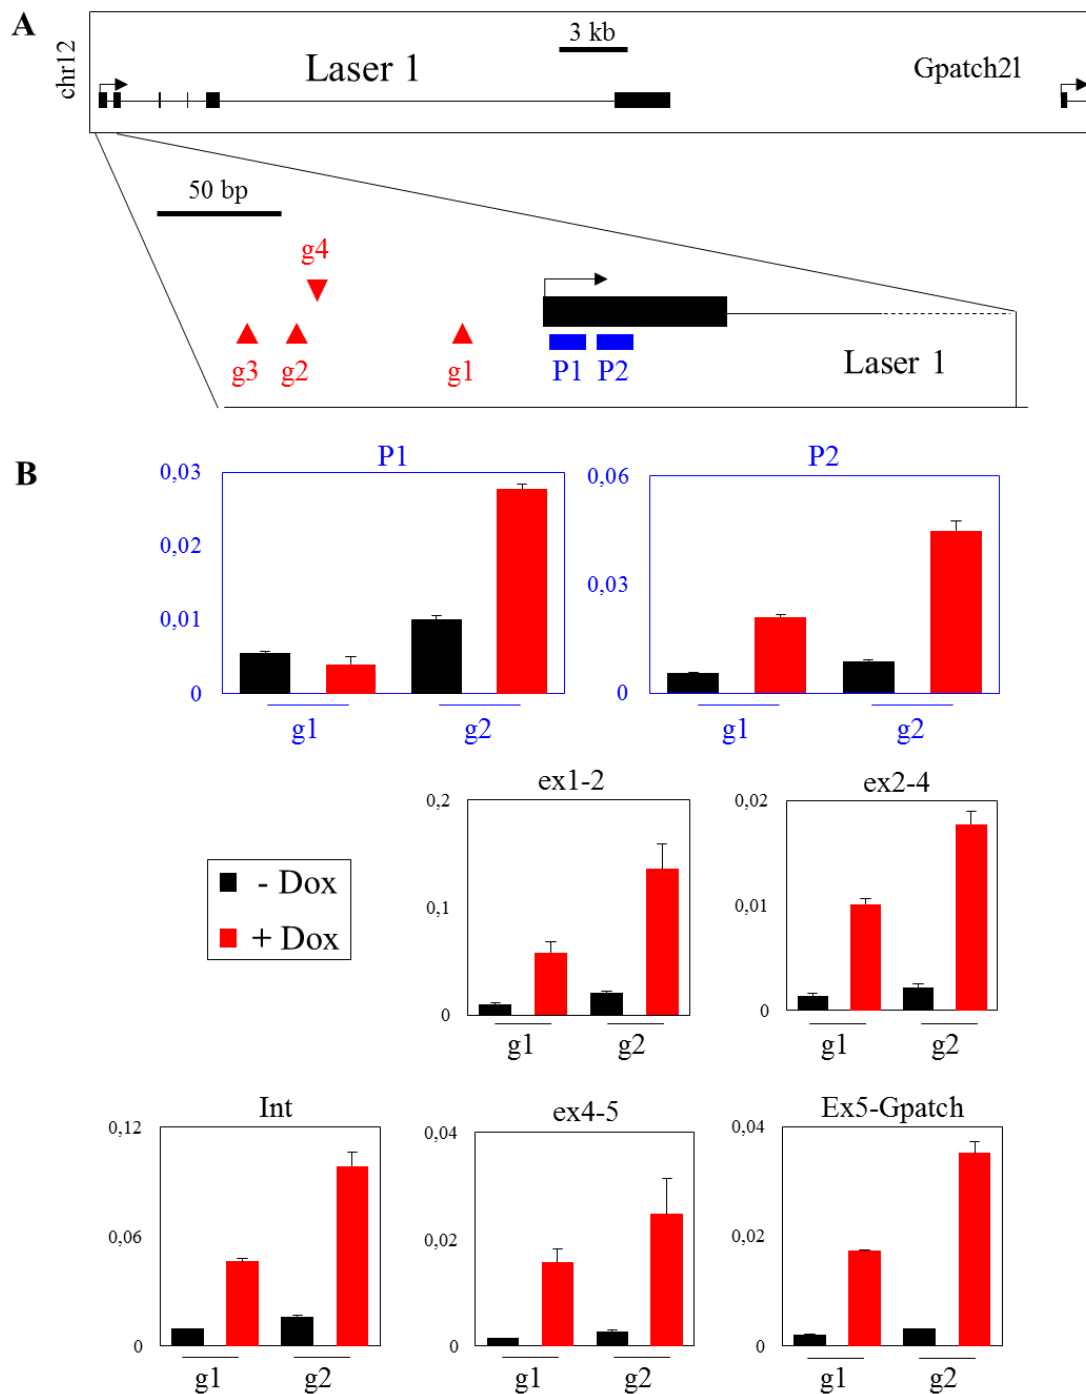 A
chr12
3 kb
Laser 1
Gpatch2l
50 bp
g4
g3
g2
g1
P1
P2
Laser 1
B
P1
0,03
0,02
0,01
0
g1
g2
P2
0,06
0,03
0
g1
g2
- Dox
+ Dox
ex1-2
0,2
0,1
0
g1
g2
ex2-4
0,02
0,01
0
g1
g2
Int
0,12
0,06
0
g1
g2
ex4-5
0,04
0,02
0
g1
g2
Ex5-Gpatch
0,04
0,02
0
g1
g2